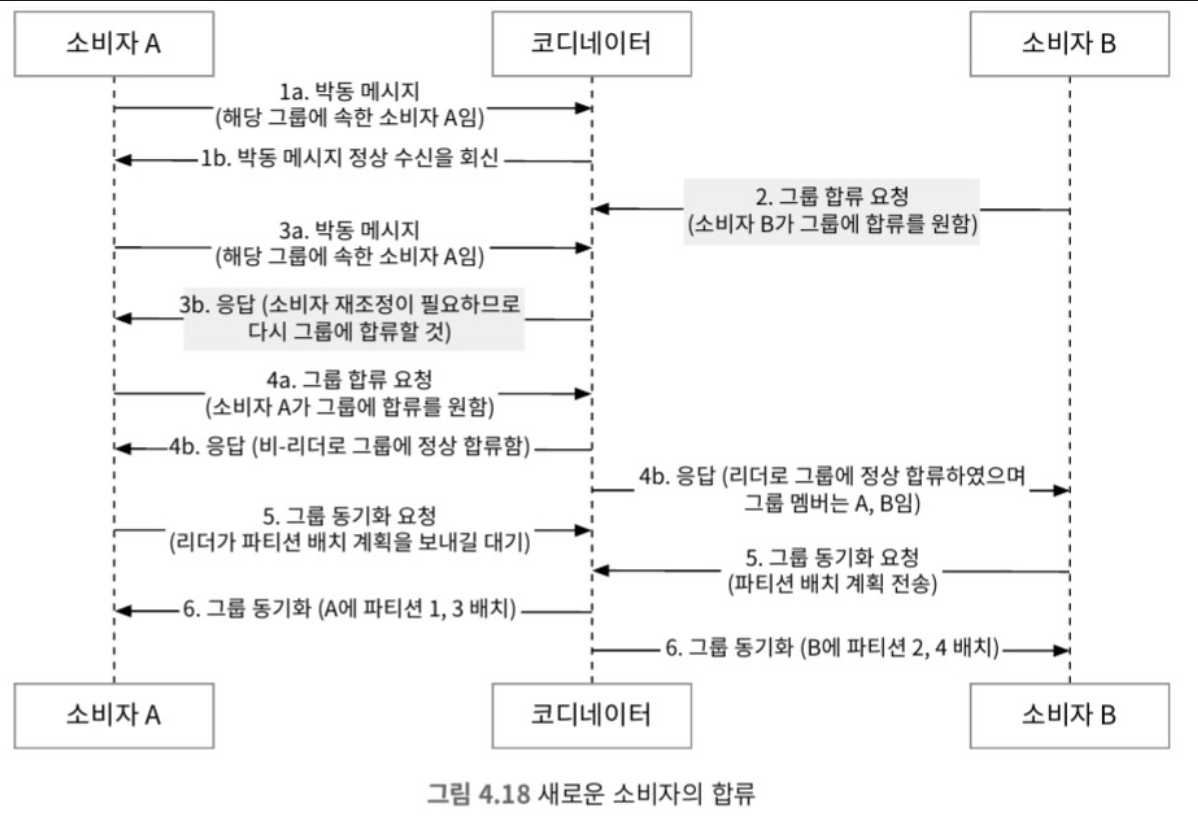 소비자 A
코디네이터
소비자 B
1a. 박동 메시지
(해당 그룹에 속한 소비자 A임)
1b. 박동 메시지 정상 수신을 회신
2. 그룹 합류 요청
(소비자 B가 그룹에 합류를 원함)
3a. 박동 메시지
(해당 그룹에 속한 소비자 A임)
3b. 응답 (소비자 재조정이 필요하므로
다시 그룹에 합류할 것)
4a. 그룹 합류 요청
(소비자 A가 그룹에 합류를 원함)
4b. 응답 (비-리더로 그룹에 정상 합류함)
4b. 응답 (리더로 그룹에 정상 합류하였으며
그룹 멤버는 A, B임)
5. 그룹 동기화 요청
(리더가 파티션 배치 계획을 보내길 대기)
5. 그룹 동기화 요청
(파티션 배치 계획 전송)
6. 그룹 동기화 (A에 파티션 1, 3 배치)
6. 그룹 동기화 (B에 파티션 2, 4 배치)
소비자 A
코디네이터
소비자 B
그림 4.18 새로운 소비자의 합류